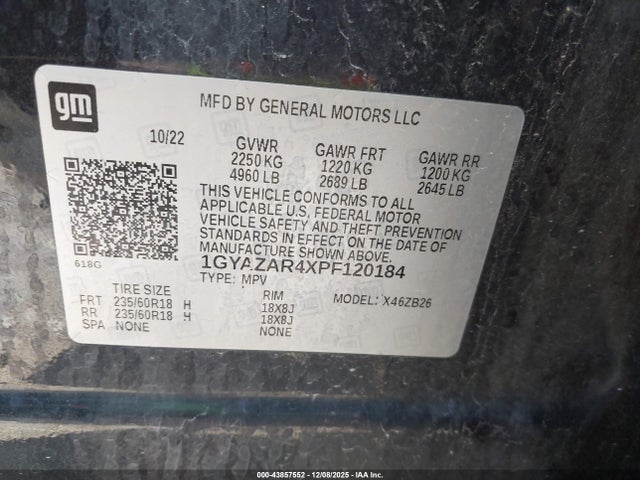 gm
MFD BY GENERAL MOTORS LLC
10/22 GVWR GAWR FRT GAWR RR
2250 KG 1220 KG 1200 KG
4960 LB 2689 LB 2645 LB
THIS VEHICLE CONFORMS TO ALL
APPLICABLE U.S. FEDERAL MOTOR
VEHICLE SAFETY AND THEFT PREVENTION
STANDARDS IN EFFECT ON THE DATE OF
MANUFACTURE SHOWN ABOVE.
618G
1GYAZAR4XPF120184
TYPE: MPV
TIRE SIZE RIM MODEL: X46ZB26
FRT 235/60R18 H 18X8J
RR 235/60R18 H 18X8J
SPA NONE NONE
000-43857552 - 12/08/2025 - IAA Inc.